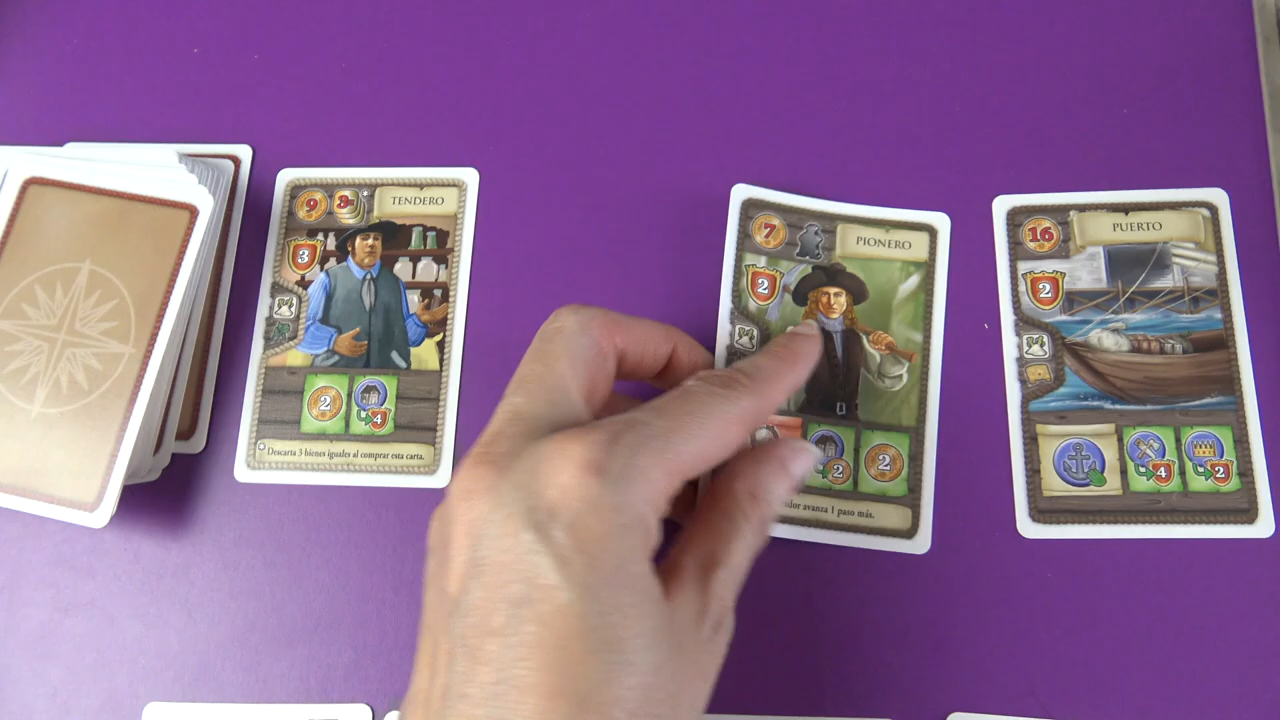 9 3 TENDERO
3
2 4
*Descarta 3 bienes iguales al comprar esta carta.
7 PIONERO
2
2 2
avanza 1 paso más.
16 PUERTO
2
4 2